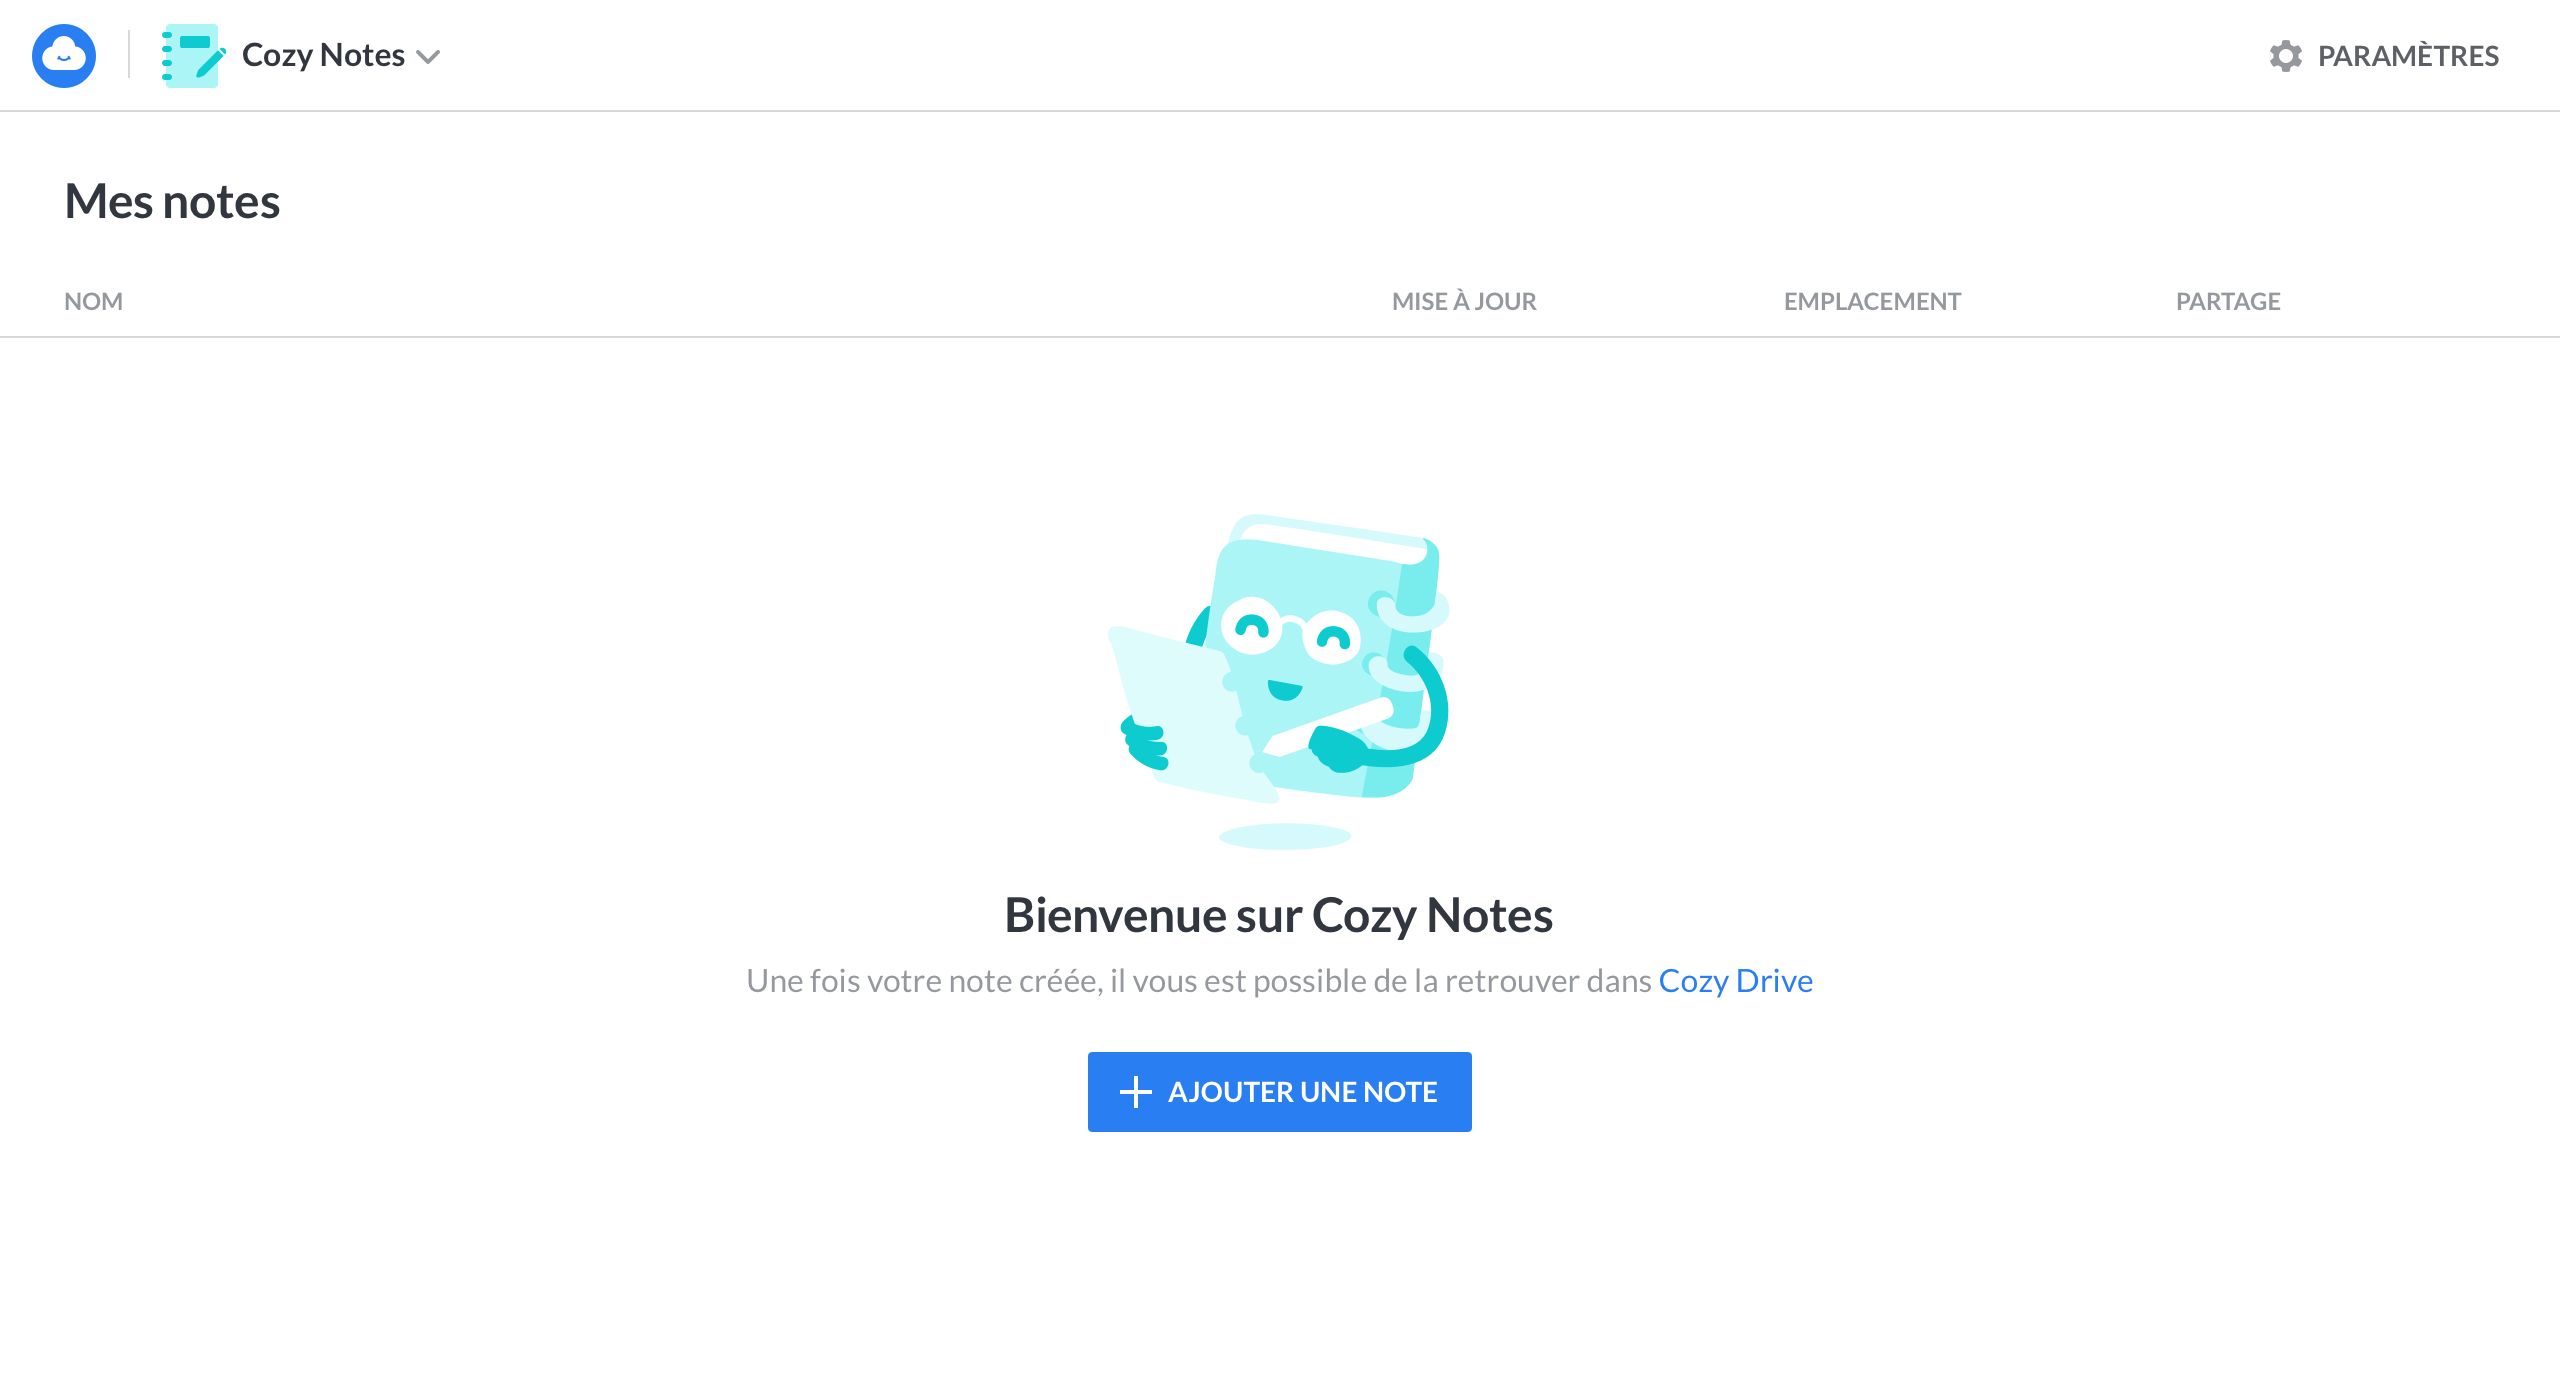 Cozy Notes
PARAMÈTRES
Mes notes
NOM MISE À JOUR EMPLACEMENT PARTAGE
Bienvenue sur Cozy Notes
Une fois votre note créée, il vous est possible de la retrouver dans Cozy Drive
AJOUTER UNE NOTE